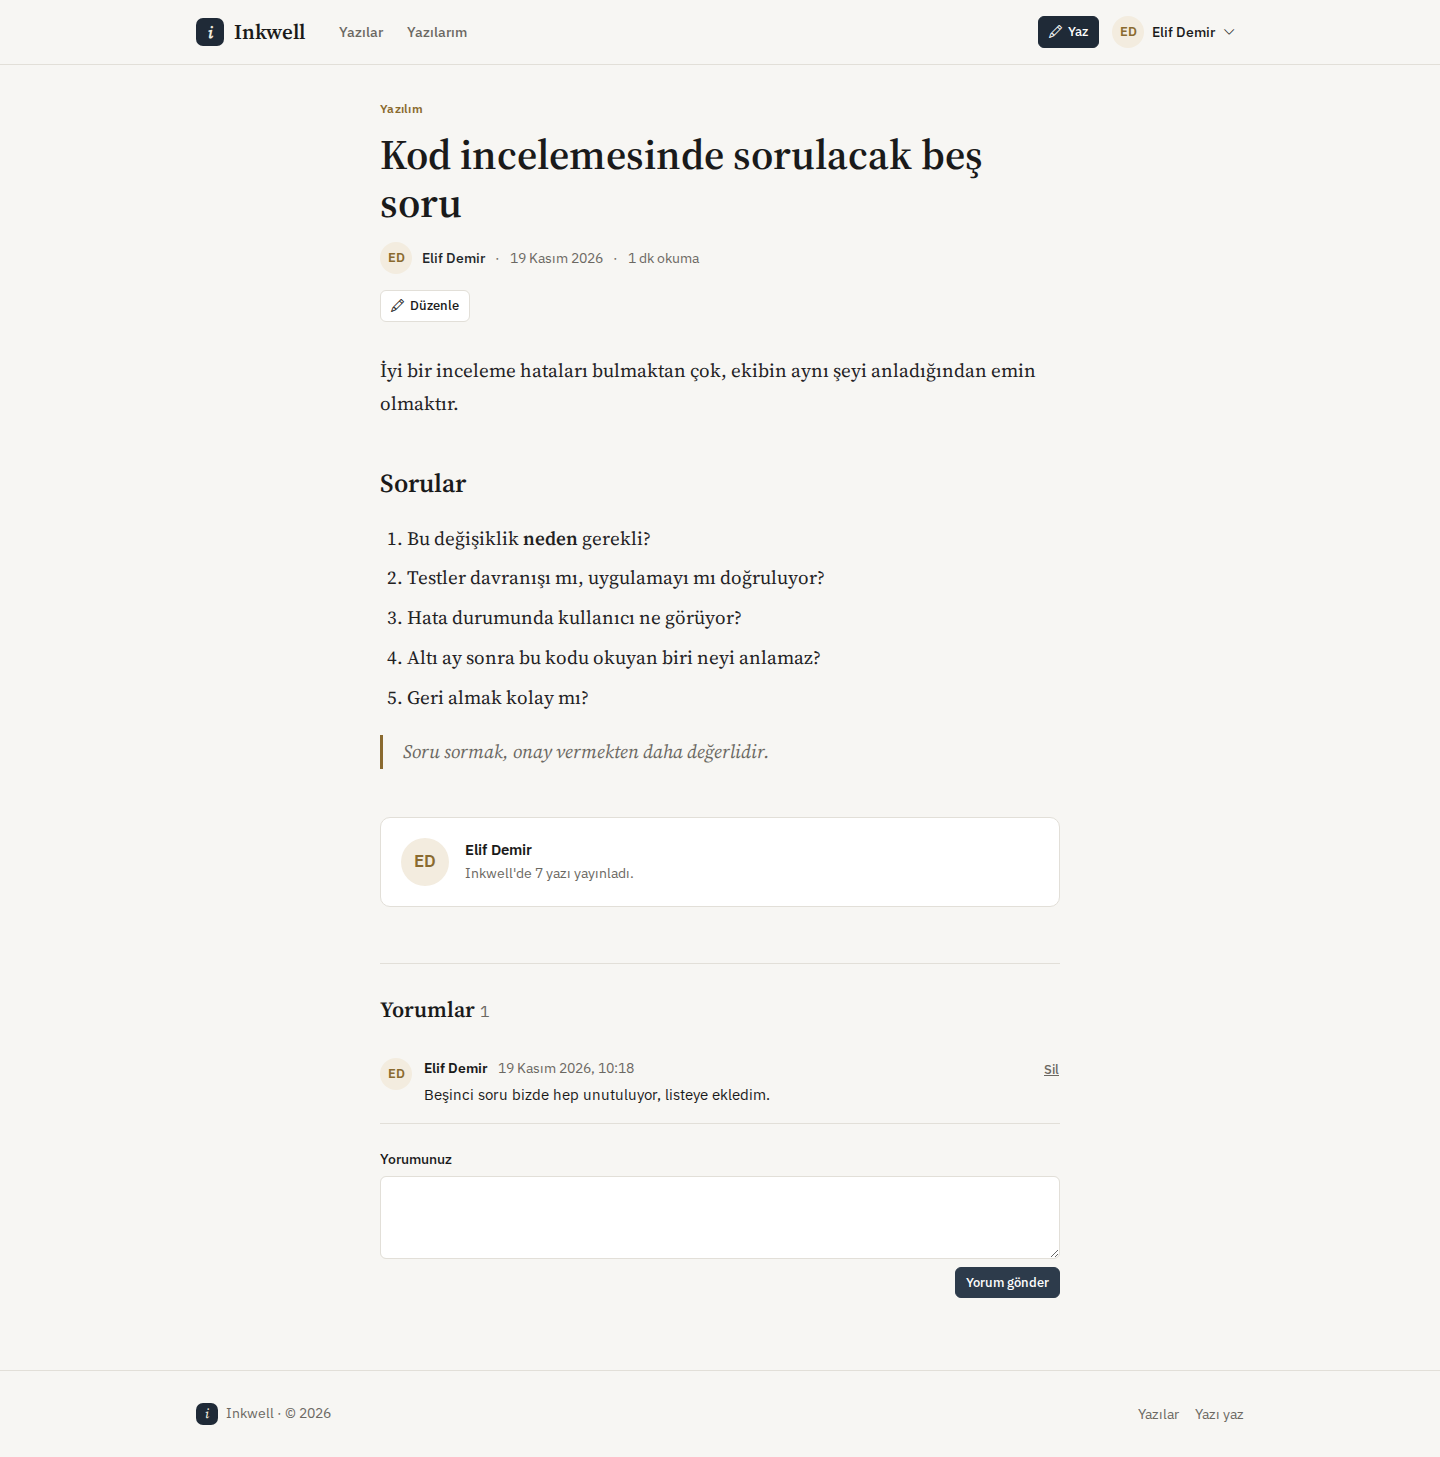 i Inkwell Yazılar Yazılarım Yaz ED Elif Demir
Yazılım
Kod incelemesinde sorulacak beş
soru
ED Elif Demir · 19 Kasım 2026 · 1 dk okuma
Düzenle
İyi bir inceleme hataları bulmaktan çok, ekibin aynı şeyi anladığından emin
olmaktır.
Sorular
1. Bu değişiklik neden gerekli?
2. Testler davranışı mı, uygulamayı mı doğruluyor?
3. Hata durumunda kullanıcı ne görüyor?
4. Altı ay sonra bu kodu okuyan biri neyi anlamaz?
5. Geri almak kolay mı?
Soru sormak, onay vermekten daha değerlidir.
ED Elif Demir
Inkwell'de 7 yazı yayınladı.
Yorumlar 1
ED Elif Demir 19 Kasım 2026, 10:18 Sil
Beşinci soru bizde hep unutuluyor, listeye ekledim.
Yorumunuz
Yorum gönder
i Inkwell · © 2026 Yazılar Yazı yaz